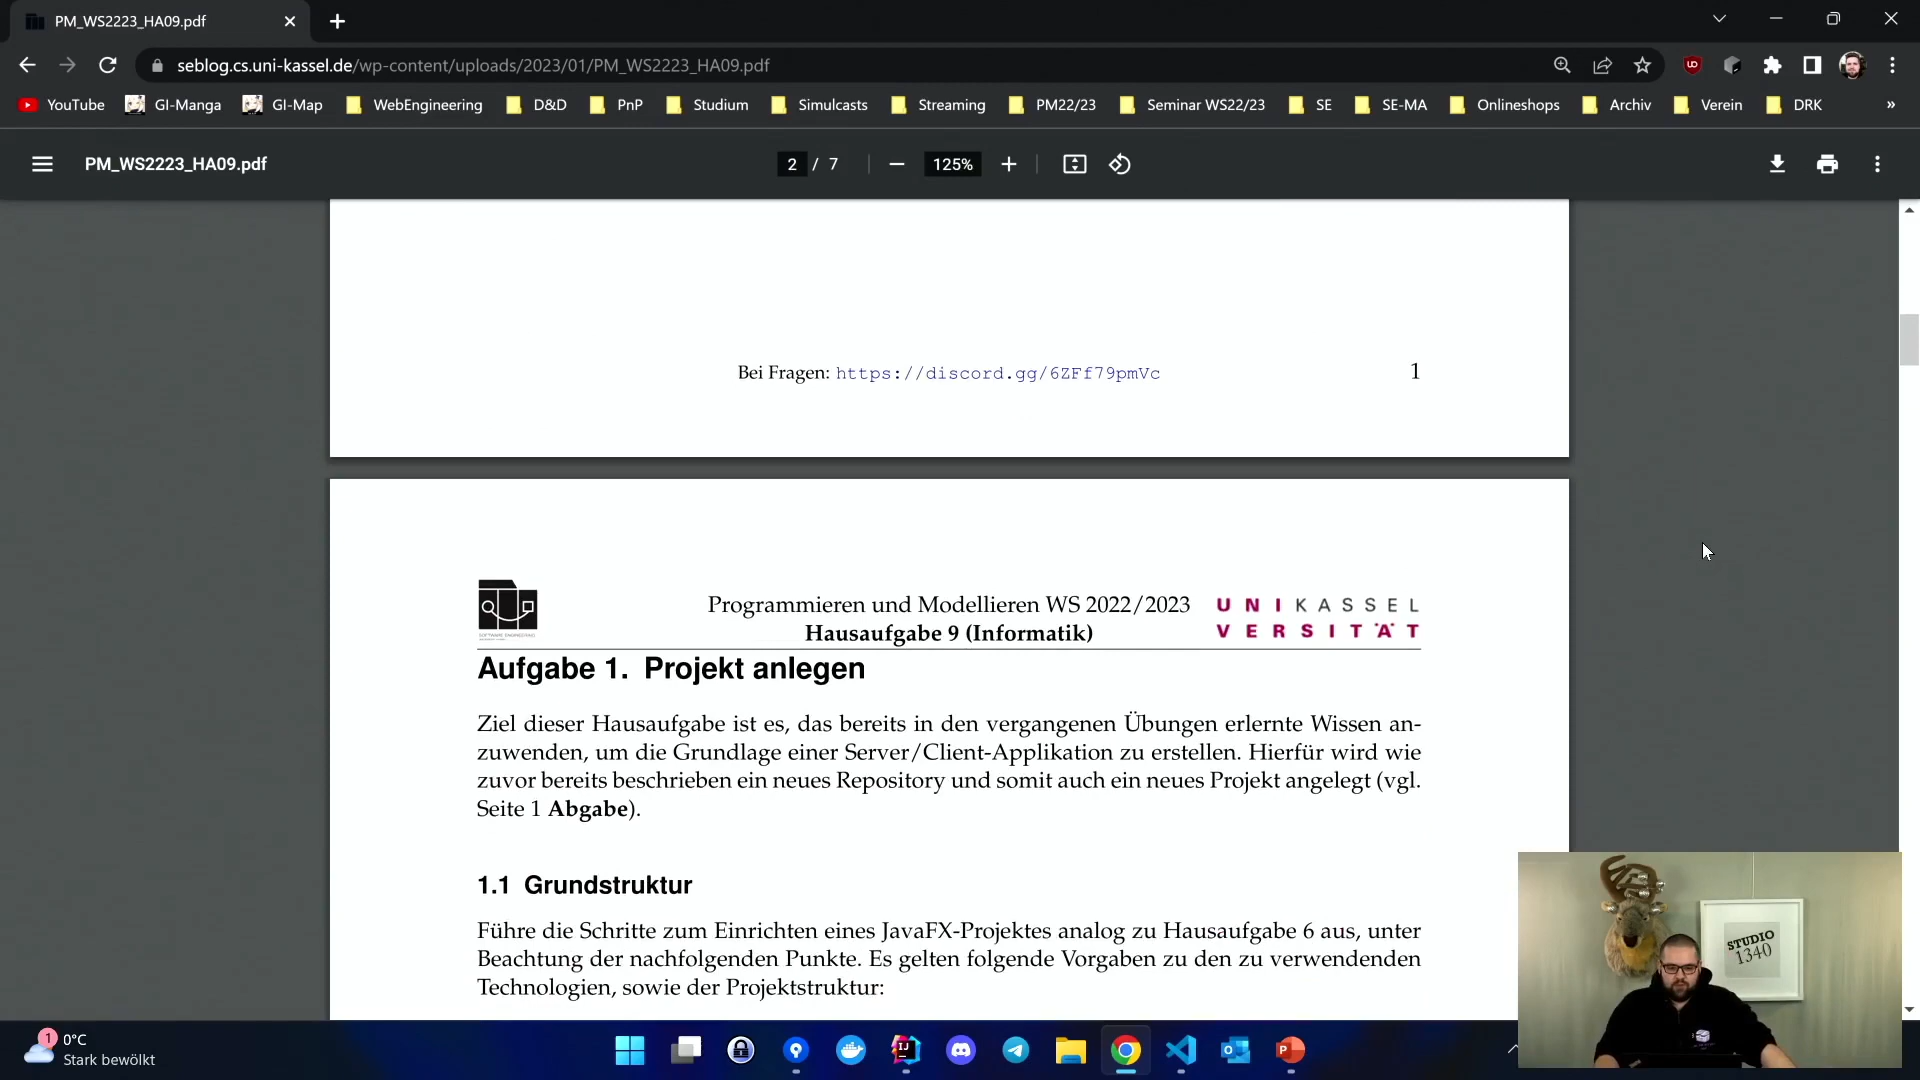 PM_WS2223_HA09.pdf
seblog.cs.uni-kassel.de/wp-content/uploads/2023/01/PM_WS2223_HA09.pdf
YouTube GI-Manga GI-Map WebEngineering D&D PnP Studium Simulcasts Streaming PM22/23 Seminar WS22/23 SE SE-MA Onlineshops Archiv Verein DRK »
PM_WS2223_HA09.pdf 2 / 7 125%
Bei Fragen: https://discord.gg/6ZFf79pmVc 1
Programmieren und Modellieren WS 2022/2023
Hausaufgabe 9 (Informatik)
UNIKASSEL
VERSITÄT
Aufgabe 1. Projekt anlegen
Ziel dieser Hausaufgabe ist es, das bereits in den vergangenen Übungen erlernte Wissen an-
zuwenden, um die Grundlage einer Server/Client-Applikation zu erstellen. Hierfür wird wie
zuvor bereits beschrieben ein neues Repository und somit auch ein neues Projekt angelegt (vgl.
Seite 1 Abgabe).
1.1 Grundstruktur
Führe die Schritte zum Einrichten eines JavaFX-Projektes analog zu Hausaufgabe 6 aus, unter
Beachtung der nachfolgenden Punkte. Es gelten folgende Vorgaben zu den zu verwendenden
Technologien, sowie der Projektstruktur:
STUDIO
1340
1
0°C
Stark bewölkt